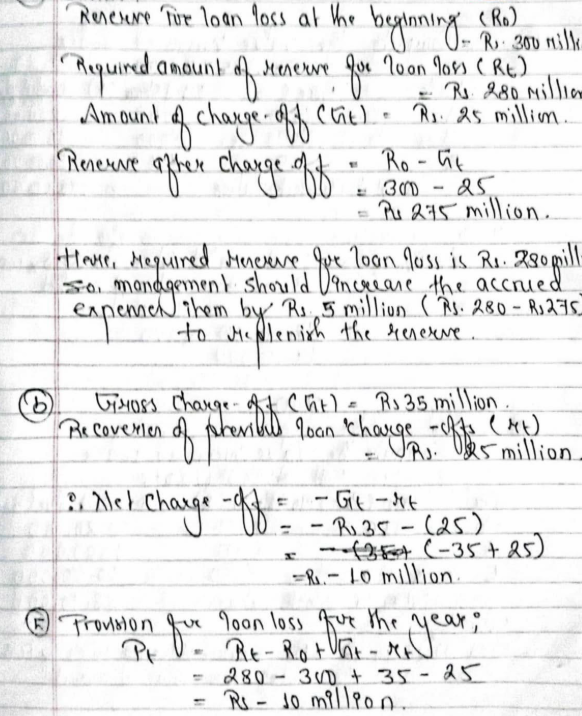 Reserve for loan loss at the beginning (R0)
= Rs. 300 mill
Required amount of reserve for loan loss (Rt)
= Rs. 280 million
Amount of charge-off (Gt) = Rs. 25 million.
Reserve after charge off = R0 - Gt
= 300 - 25
= Rs 275 million.
Here, required reserve for loan loss is Rs. 280 mill
so, management should increase the accrued
expenses item by Rs. 5 million (Rs. 280 - Rs 275
to replenish the reserve.
(b) Gross charge-off (Gt) = Rs 35 million.
Recoveries of previous loan charge-offs (rt)
= Rs. 25 million
∴ Net charge-off = - Gt - rt
= - Rs 35 - (25)
= (-35 + 25)
= Rs. - 10 million.
Provision for loan loss for the year;
Pt = Rt - R0 + Gt - rt
= 280 - 300 + 35 - 25
= Rs - 10 million.